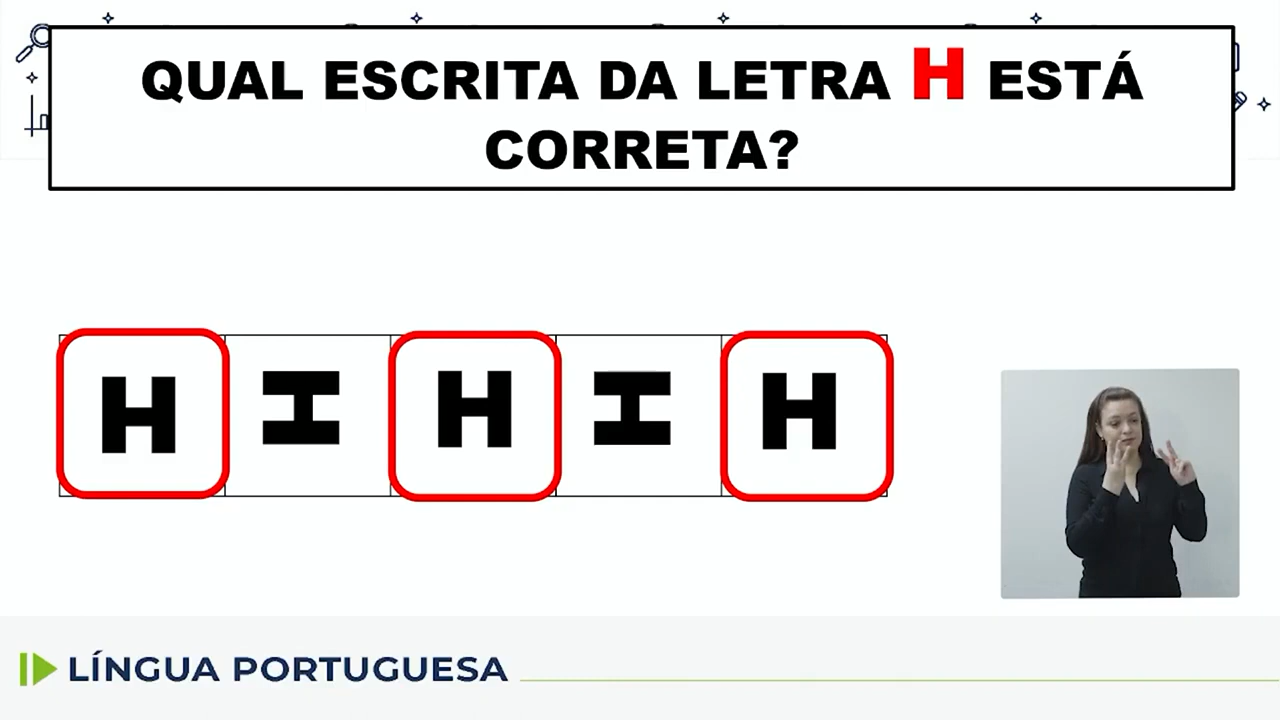 QUAL ESCRITA DA LETRA H ESTÁ
CORRETA?
H H H H H
LÍNGUA PORTUGUESA